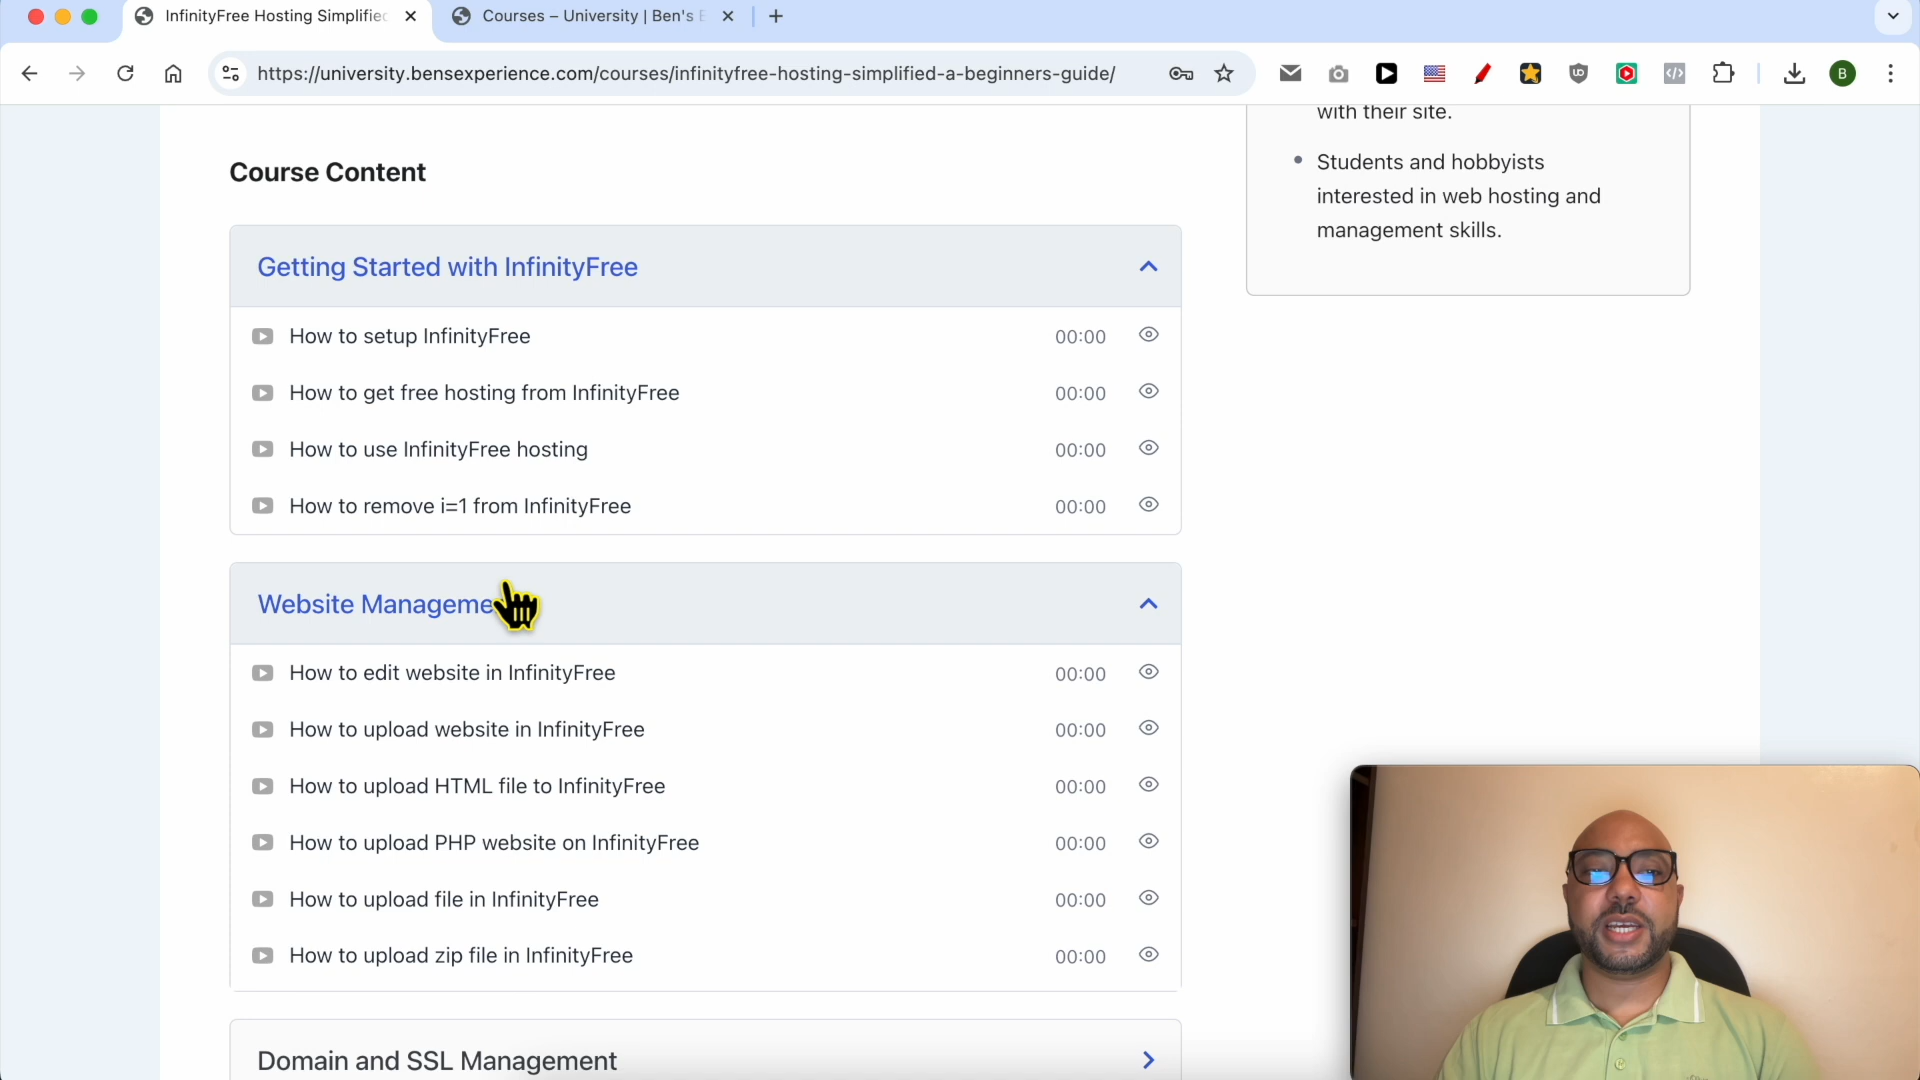 InfinityFree Hosting Simplified
Courses – University | Ben's
https://university.bensexperience.com/courses/infinityfree-hosting-simplified-a-beginners-guide/
B
with their site.
Students and hobbyists
interested in web hosting and
management skills.
Course Content
Getting Started with InfinityFree
How to setup InfinityFree 00:00
How to get free hosting from InfinityFree 00:00
How to use InfinityFree hosting 00:00
How to remove i=1 from InfinityFree 00:00
Website Manageme
How to edit website in InfinityFree 00:00
How to upload website in InfinityFree 00:00
How to upload HTML file to InfinityFree 00:00
How to upload PHP website on InfinityFree 00:00
How to upload file in InfinityFree 00:00
How to upload zip file in InfinityFree 00:00
Domain and SSL Management